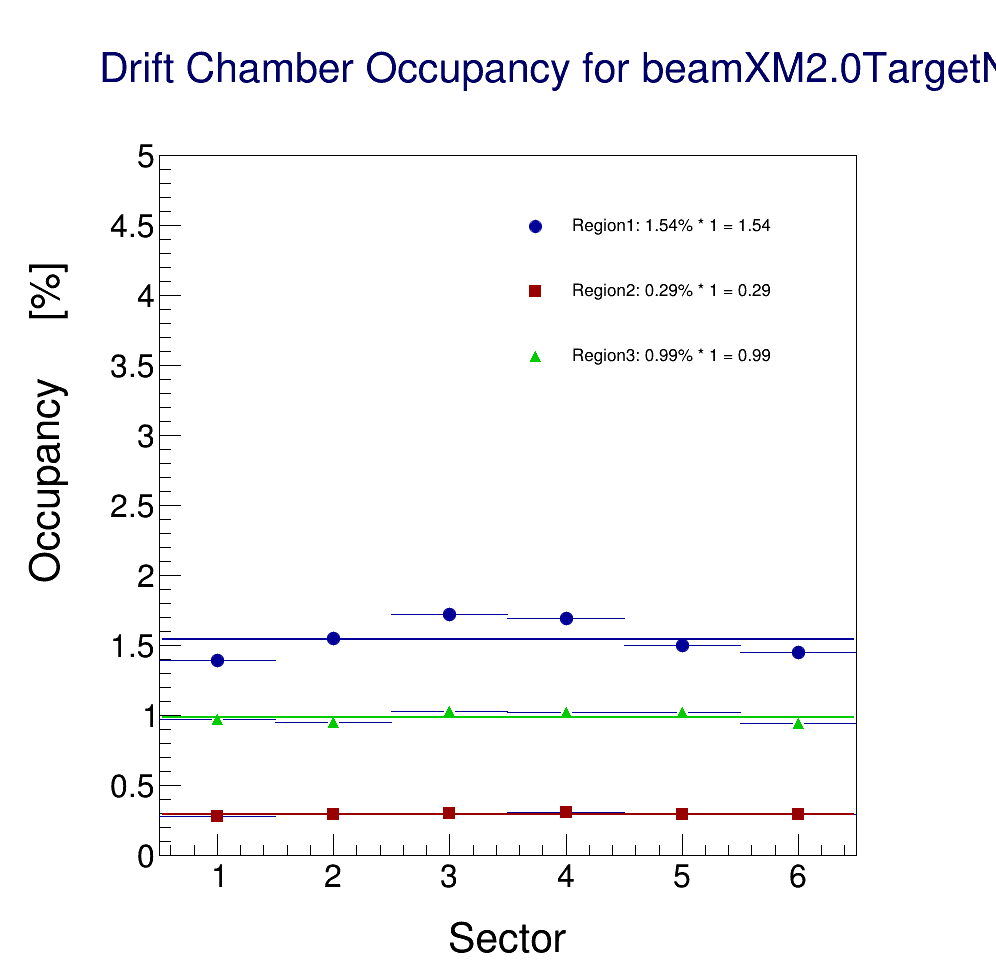 Drift Chamber Occupancy for beamXM2.0TargetN
5
4.5
4
3.5
3
2.5
2
1.5
1
0.5
0
Occupancy [%]
Region1: 1.54% * 1 = 1.54
Region2: 0.29% * 1 = 0.29
Region3: 0.99% * 1 = 0.99
1 2 3 4 5 6
Sector